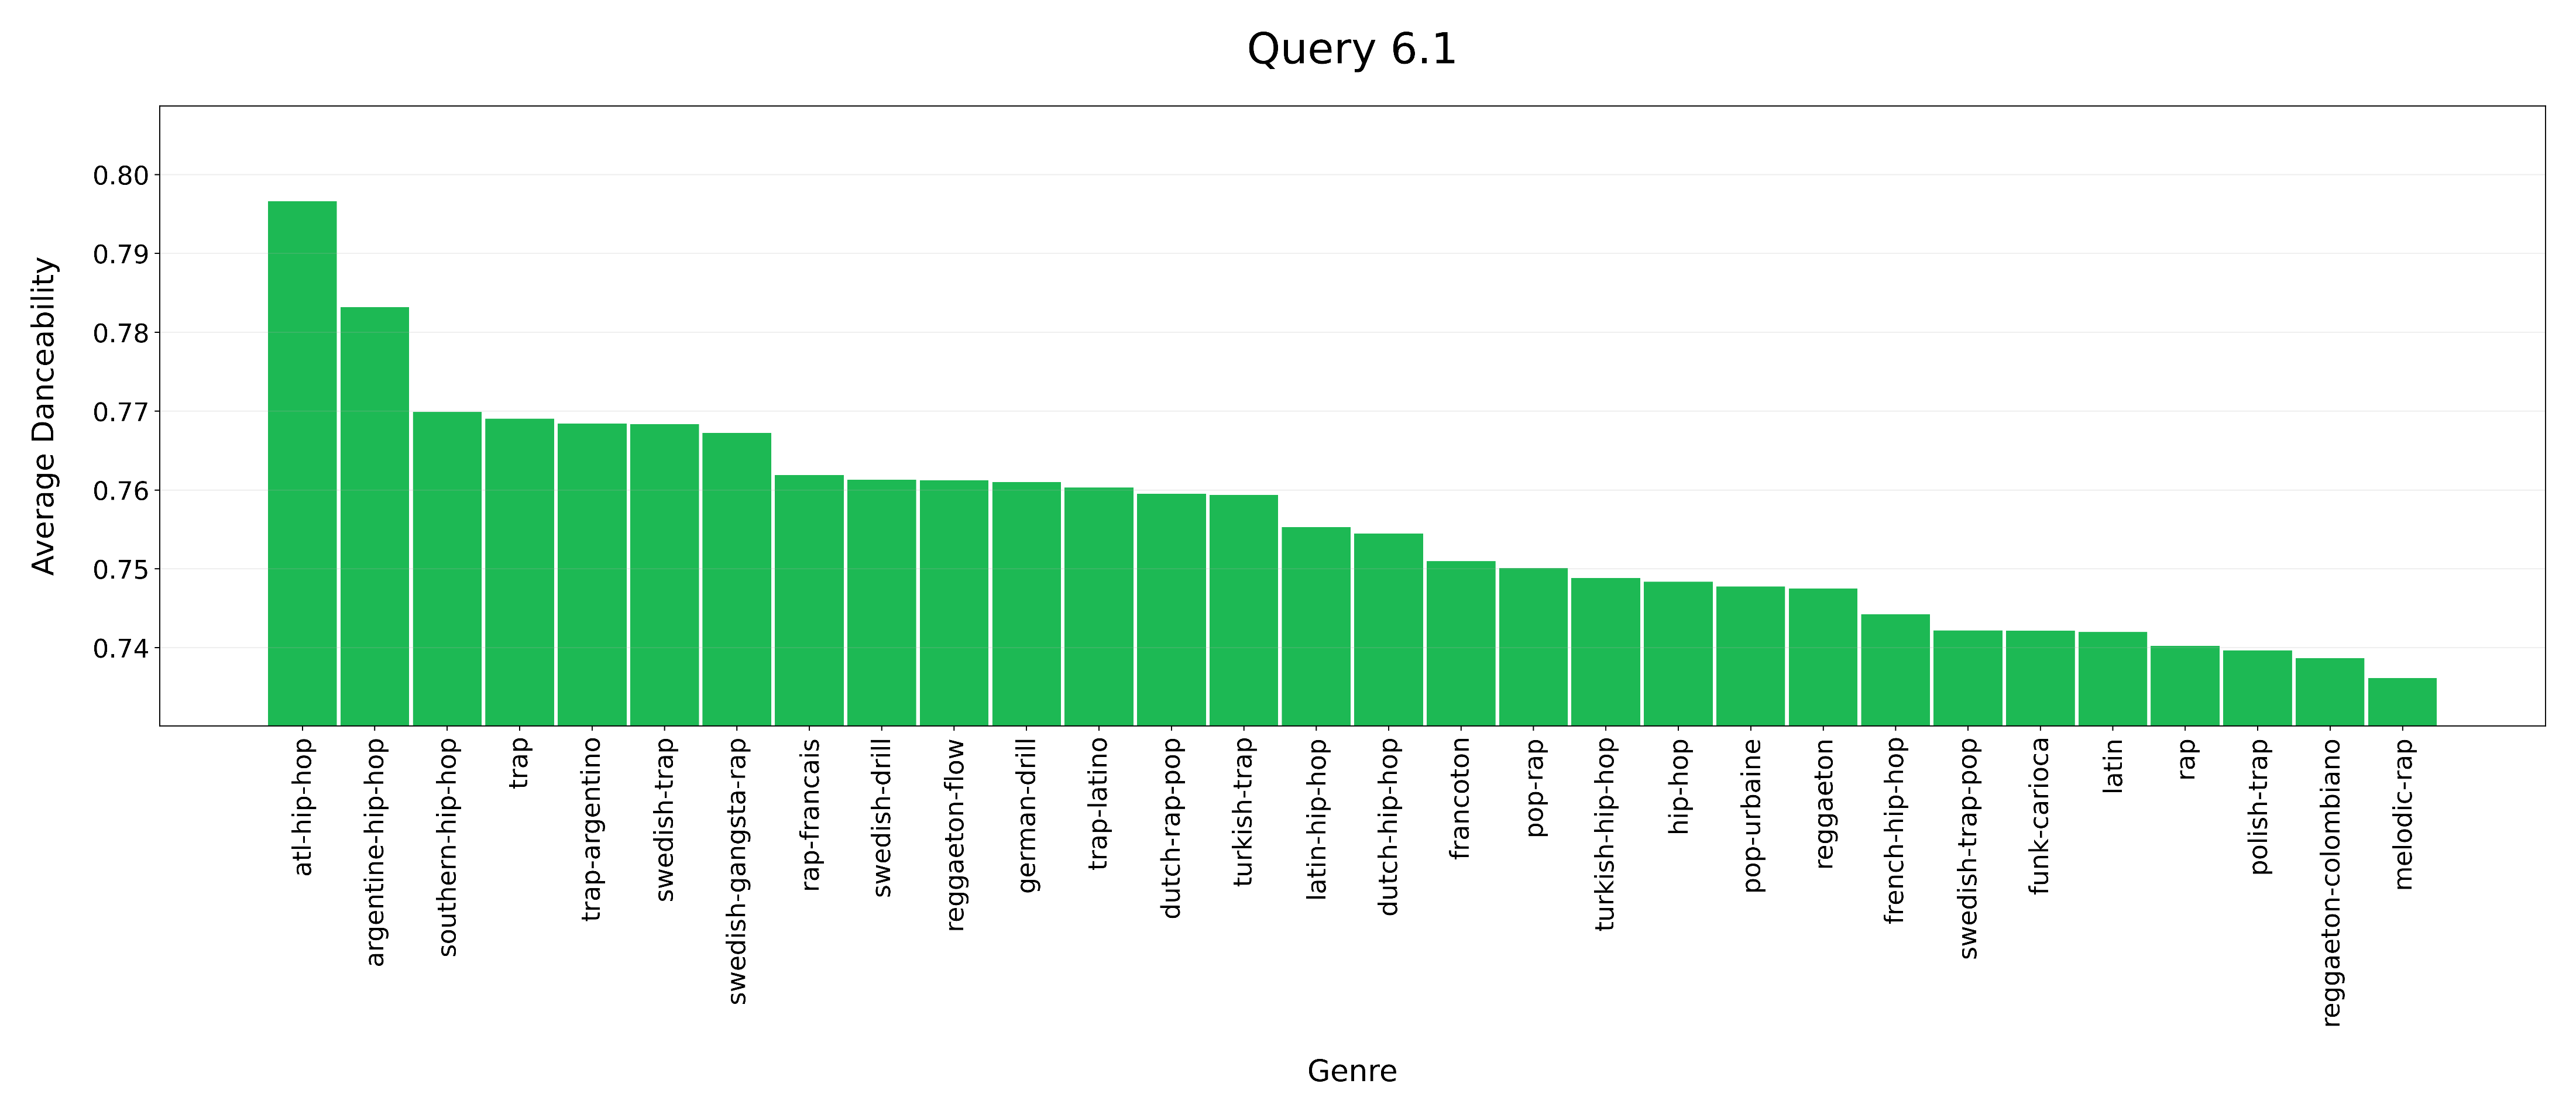 Query 6.1
Average Danceability
0.80
0.79
0.78
0.77
0.76
0.75
0.74
atl-hip-hop
argentine-hip-hop
southern-hip-hop
trap
trap-argentino
swedish-trap
swedish-gangsta-rap
rap-francais
swedish-drill
reggaeton-flow
german-drill
trap-latino
dutch-rap-pop
turkish-trap
latin-hip-hop
dutch-hip-hop
francoton
pop-rap
turkish-hip-hop
hip-hop
pop-urbaine
reggaeton
french-hip-hop
swedish-trap-pop
funk-carioca
latin
rap
polish-trap
reggaeton-colombiano
melodic-rap
Genre